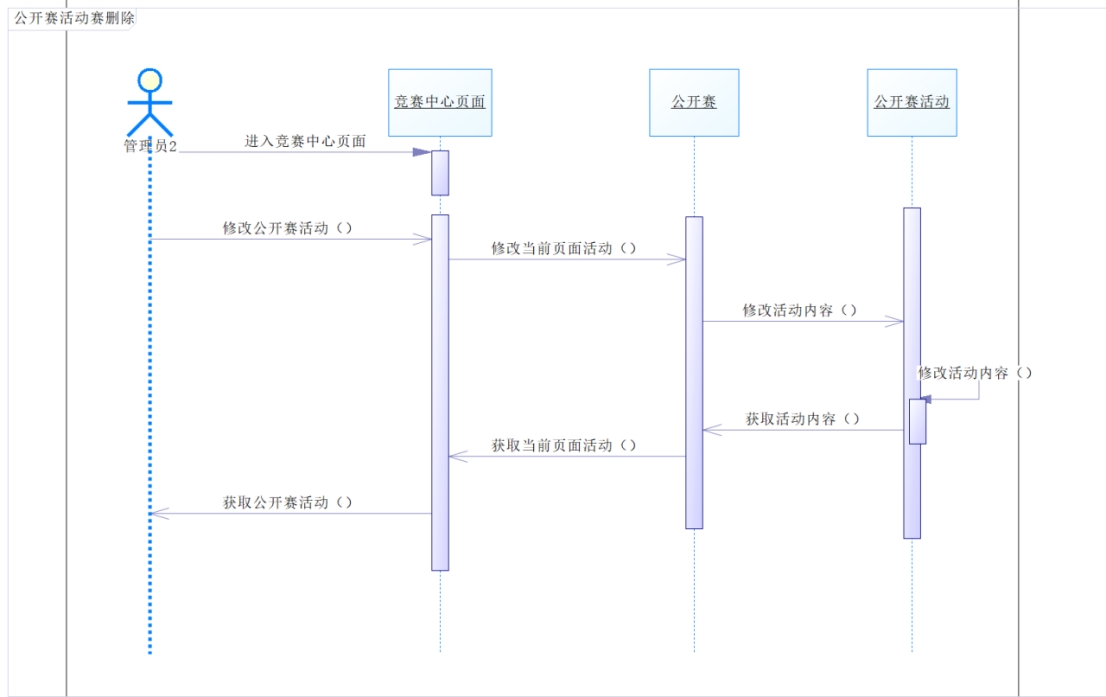 公开赛活动赛删除
竞赛中心页面
公开赛
公开赛活动
管理员2
进入竞赛中心页面
修改公开赛活动（）
修改当前页面活动（）
修改活动内容（）
修改活动内容（）
获取活动内容（）
获取当前页面活动（）
获取公开赛活动（）